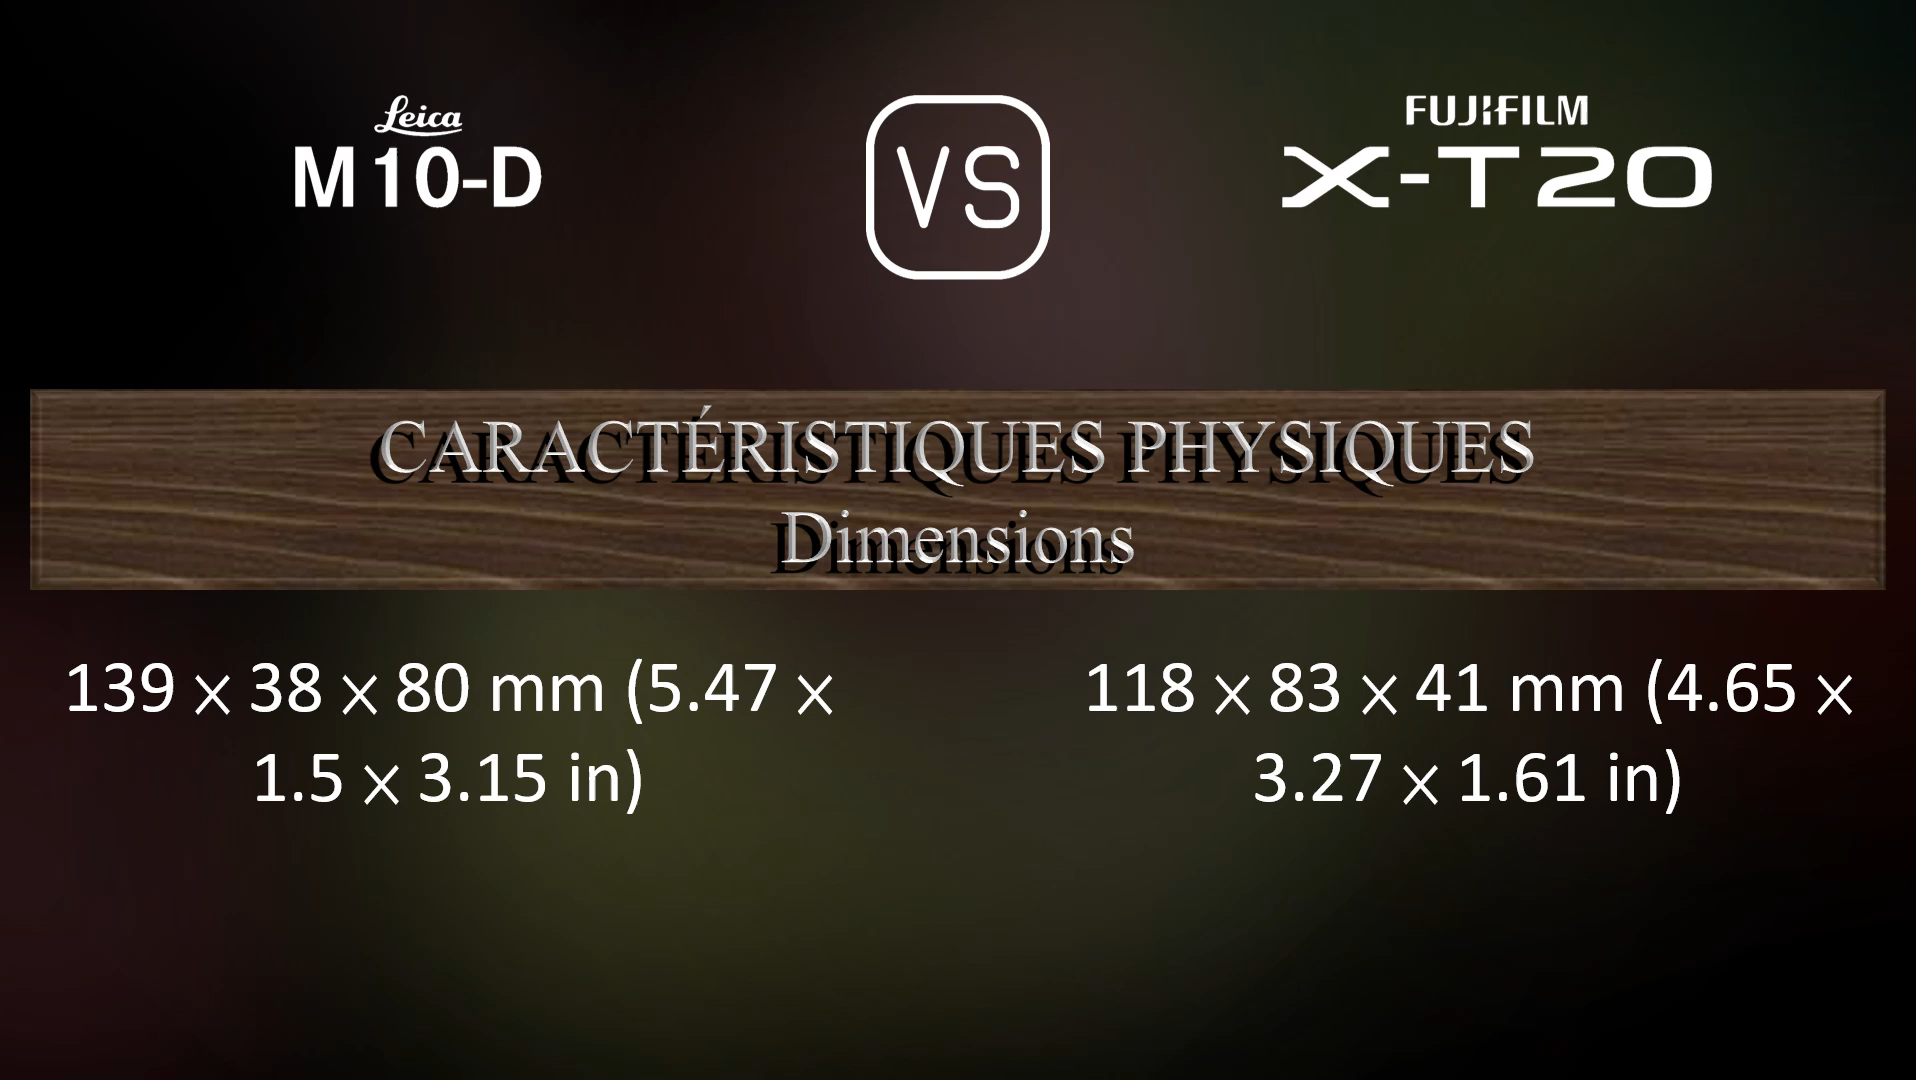 Leica
M10-D
VS
FUJIFILM
X-T20
CARACTÉRISTIQUES PHYSIQUES
Dimensions
139 x 38 x 80 mm (5.47 x
1.5 x 3.15 in)
118 x 83 x 41 mm (4.65 x
3.27 x 1.61 in)